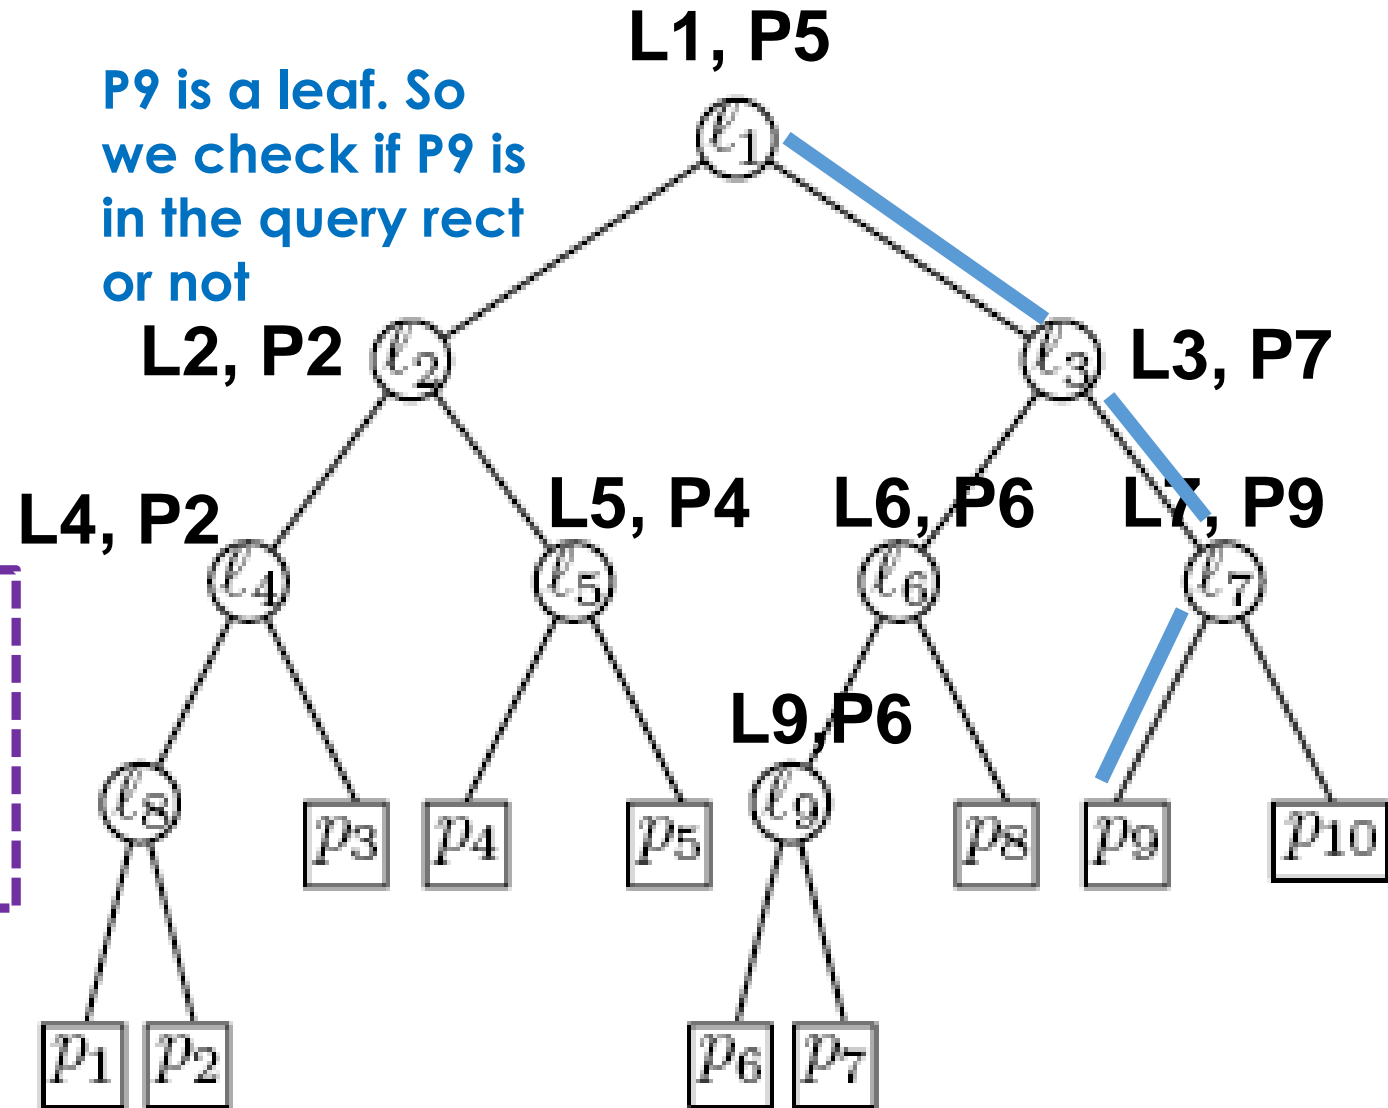 L1, P5
P9 is a leaf. So
we check if P9 is
in the query rect
or not
ℓ1
L2, P2
ℓ2
ℓ3
L3, P7
L4, P2
L5, P4
L6, P6
L7, P9
ℓ4
ℓ5
ℓ6
ℓ7
L9,P6
ℓ8
p3
p4
p5
ℓ9
p8
p9
p10
p1
p2
p6
p7